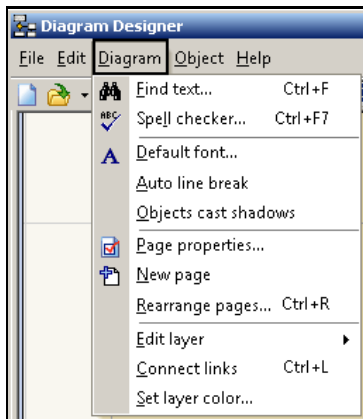 Diagram Designer
File Edit Diagram Object Help
Find text... Ctrl+F
ABC
Spell checker... Ctrl+F7
A Default font...
Auto line break
Objects cast shadows
Page properties...
New page
Rearrange pages... Ctrl+R
Edit layer
Connect links Ctrl+L
Set layer color...